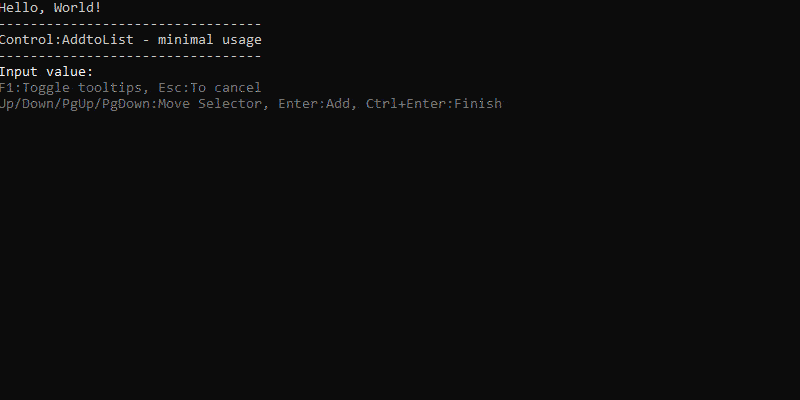 Hello, World!
---------------------------------
Control:AddtoList - minimal usage
---------------------------------
Input value:
F1:Toggle tooltips, Esc:To cancel
Up/Down/PgUp/PgDown:Move Selector, Enter:Add, Ctrl+Enter:Finish